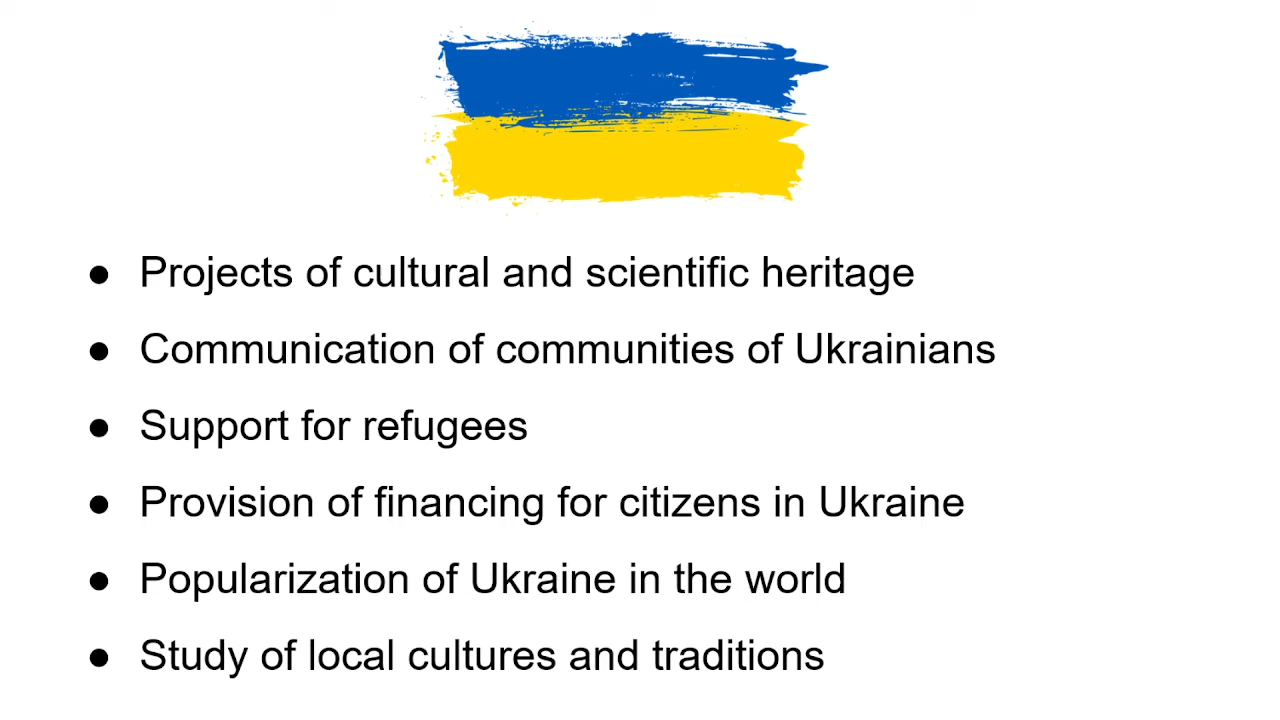 ● Projects of cultural and scientific heritage
● Communication of communities of Ukrainians
● Support for refugees
● Provision of financing for citizens in Ukraine
● Popularization of Ukraine in the world
● Study of local cultures and traditions